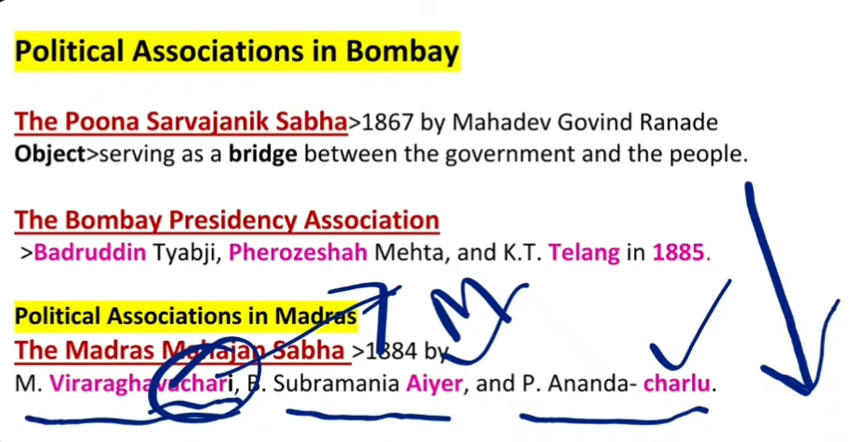 Political Associations in Bombay
The Poona Sarvajanik Sabha>1867 by Mahadev Govind Ranade
Object>serving as a bridge between the government and the people.
The Bombay Presidency Association
>Badruddin Tyabji, Pherozeshah Mehta, and K.T. Telang in 1885.
Political Associations in Madras
The Madras Mahajan Sabha >1884 by
M. Viraraghavachari, B. Subramania Aiyer, and P. Ananda- charlu.